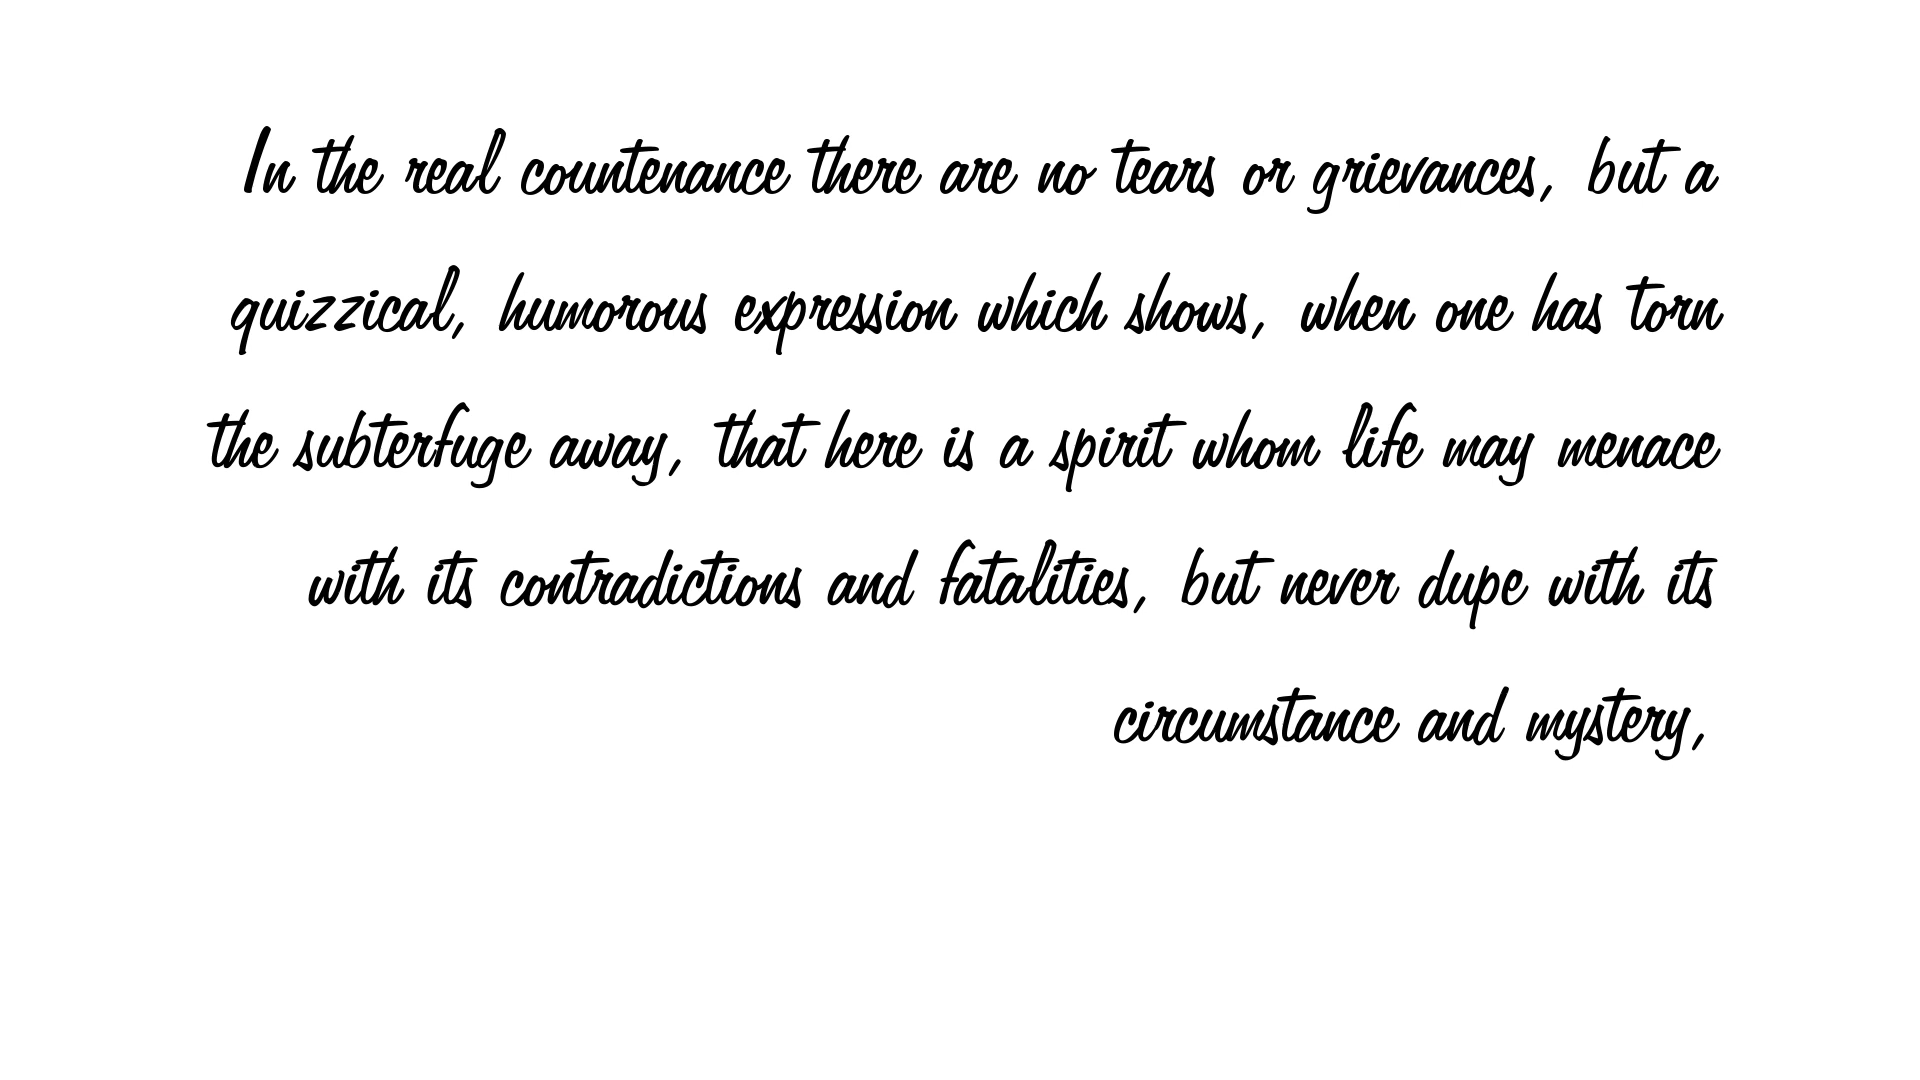 In the real countenance there are no tears or grievances, but a
quizzical, humorous expression which shows, when one has torn
the subterfuge away, that here is a spirit whom life may menace
with its contradictions and fatalities, but never dupe with its
circumstance and mystery,